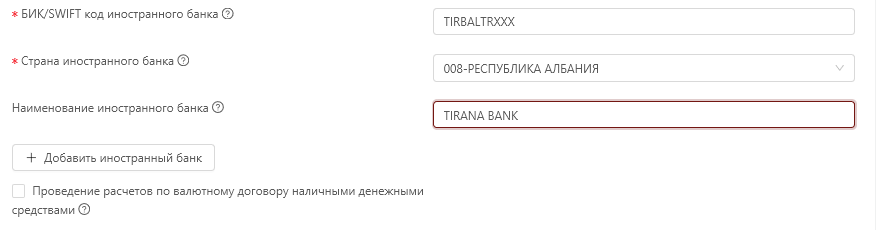 * БИК/SWIFT код иностранного банка ?
TIRBALTRXXX
* Страна иностранного банка ?
008-РЕСПУБЛИКА АЛБАНИЯ
Наименование иностранного банка ?
TIRANA BANK
+ Добавить иностранный банк
Проведение расчетов по валютному договору наличными денежными
средствами ?